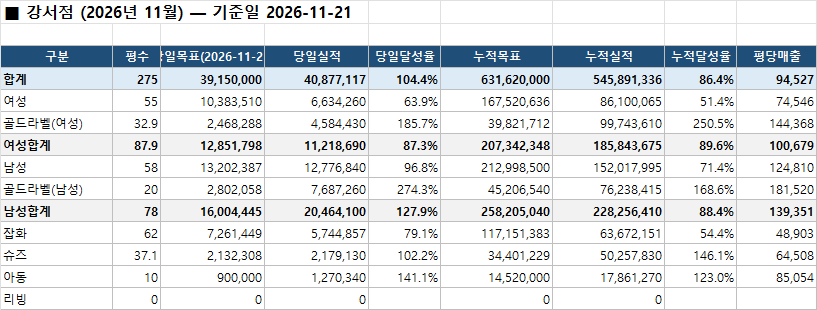 ■ 강서점 (2026년 11월) — 기준일 2026-11-21
구분 평수 당일목표(2026-11-2 당일실적 당일달성율 누적목표 누적실적 누적달성율 평당매출
합계 275 39,150,000 40,877,117 104.4% 631,620,000 545,891,336 86.4% 94,527
여성 55 10,383,510 6,634,260 63.9% 167,520,636 86,100,065 51.4% 74,546
골드라벨(여성) 32.9 2,468,288 4,584,430 185.7% 39,821,712 99,743,610 250.5% 144,368
여성합계 87.9 12,851,798 11,218,690 87.3% 207,342,348 185,843,675 89.6% 100,679
남성 58 13,202,387 12,776,840 96.8% 212,998,500 152,017,995 71.4% 124,810
골드라벨(남성) 20 2,802,058 7,687,260 274.3% 45,206,540 76,238,415 168.6% 181,520
남성합계 78 16,004,445 20,464,100 127.9% 258,205,040 228,256,410 88.4% 139,351
잡화 62 7,261,449 5,744,857 79.1% 117,151,383 63,672,151 54.4% 48,903
슈즈 37.1 2,132,308 2,179,130 102.2% 34,401,229 50,257,830 146.1% 64,508
아동 10 900,000 1,270,340 141.1% 14,520,000 17,861,270 123.0% 85,054
리빙 0 0 0 0